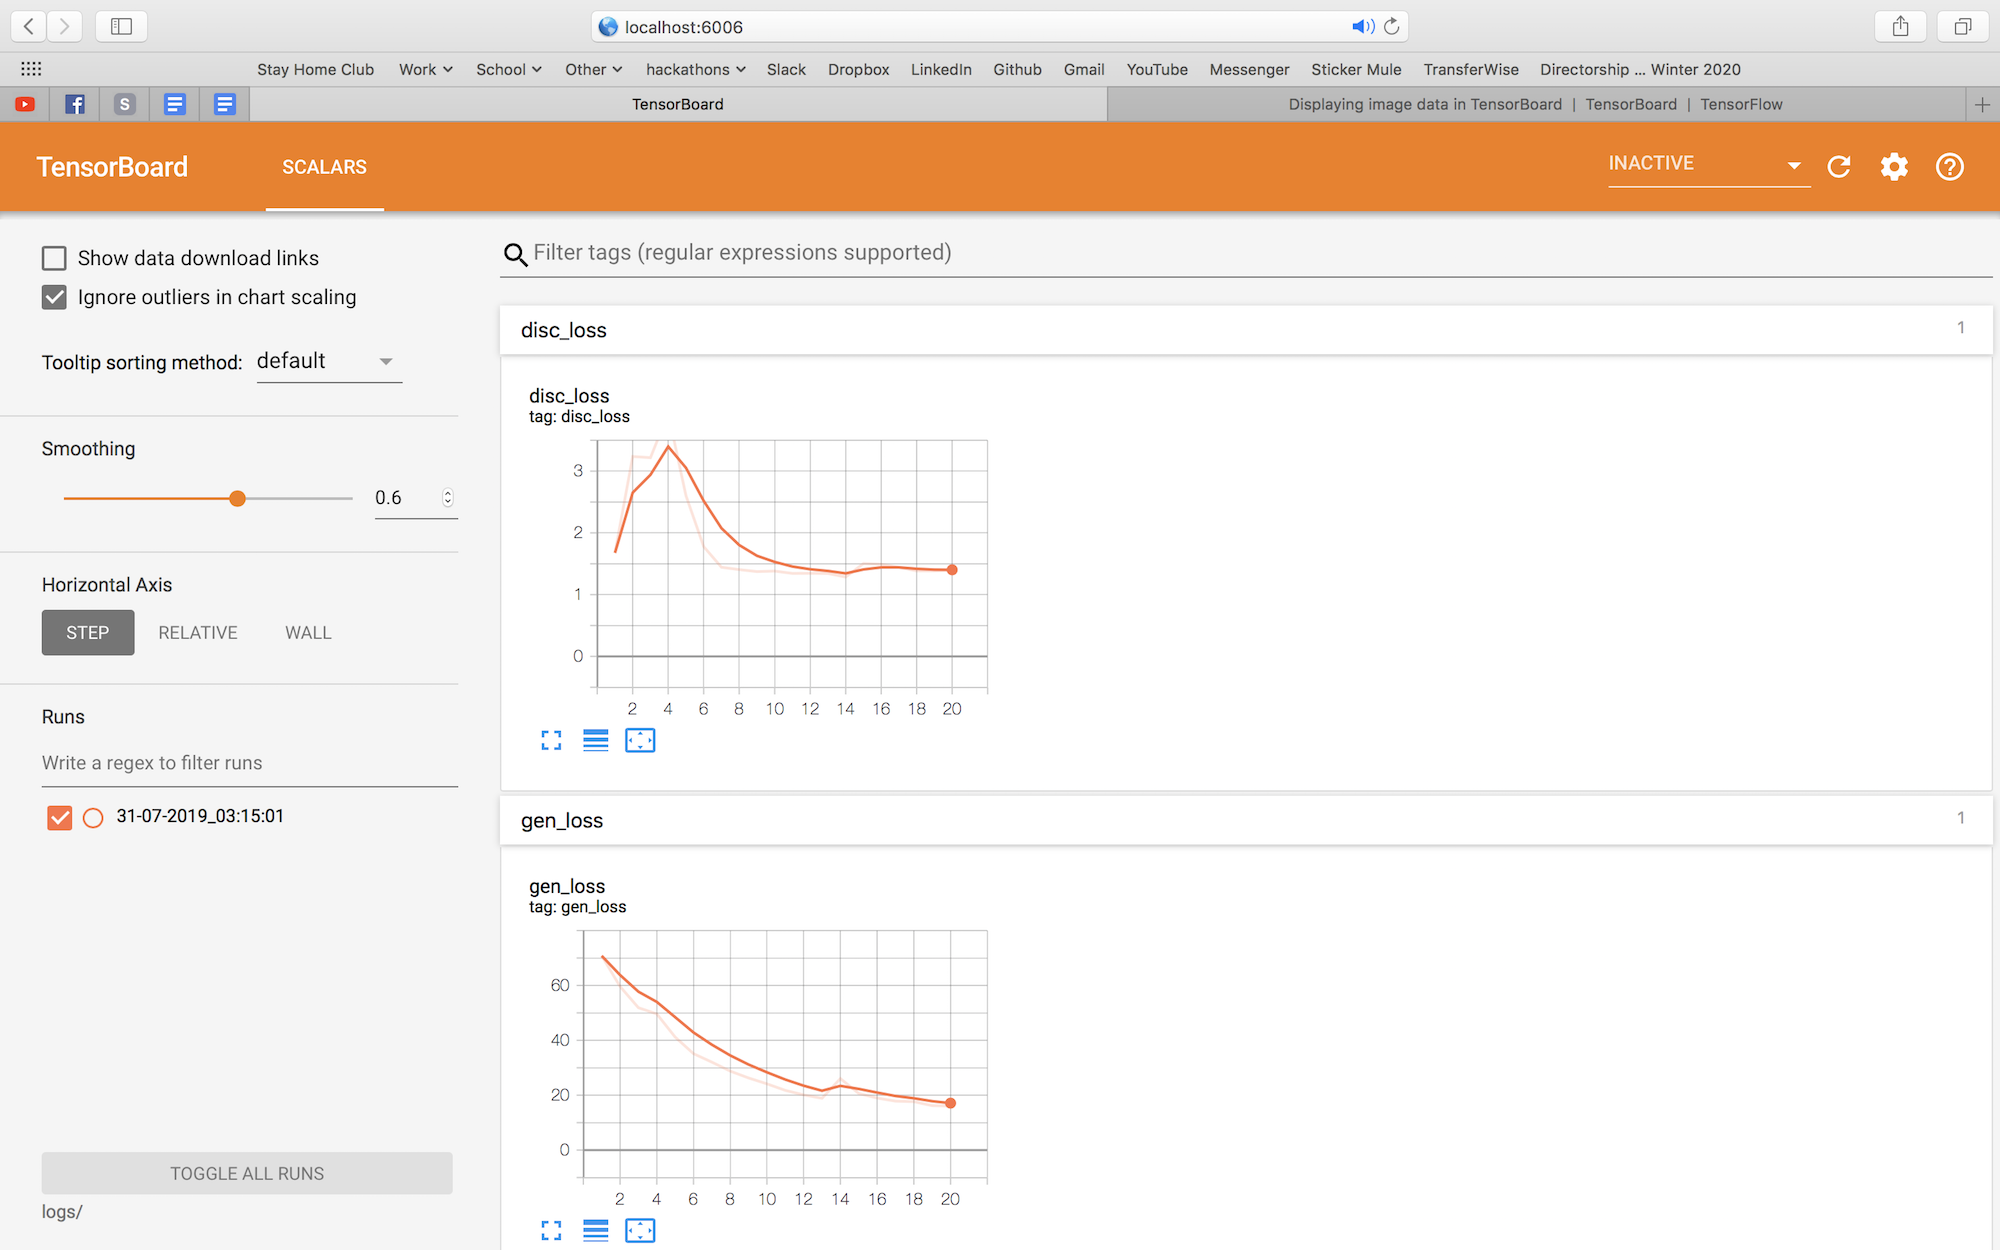 localhost:6006
Stay Home Club Work School Other hackathons Slack Dropbox LinkedIn Github Gmail YouTube Messenger Sticker Mule TransferWise Directorship ... Winter 2020
S TensorBoard Displaying image data in TensorBoard | TensorBoard | TensorFlow
TensorBoard SCALARS INACTIVE
Show data download links
Ignore outliers in chart scaling
Tooltip sorting method: default
Smoothing
0.6
Horizontal Axis
STEP RELATIVE WALL
Runs
Write a regex to filter runs
31-07-2019_03:15:01
TOGGLE ALL RUNS
logs/
Filter tags (regular expressions supported)
disc_loss 1
disc_loss
tag: disc_loss
3
2
1
0
2 4 6 8 10 12 14 16 18 20
gen_loss 1
gen_loss
tag: gen_loss
60
40
20
0
2 4 6 8 10 12 14 16 18 20